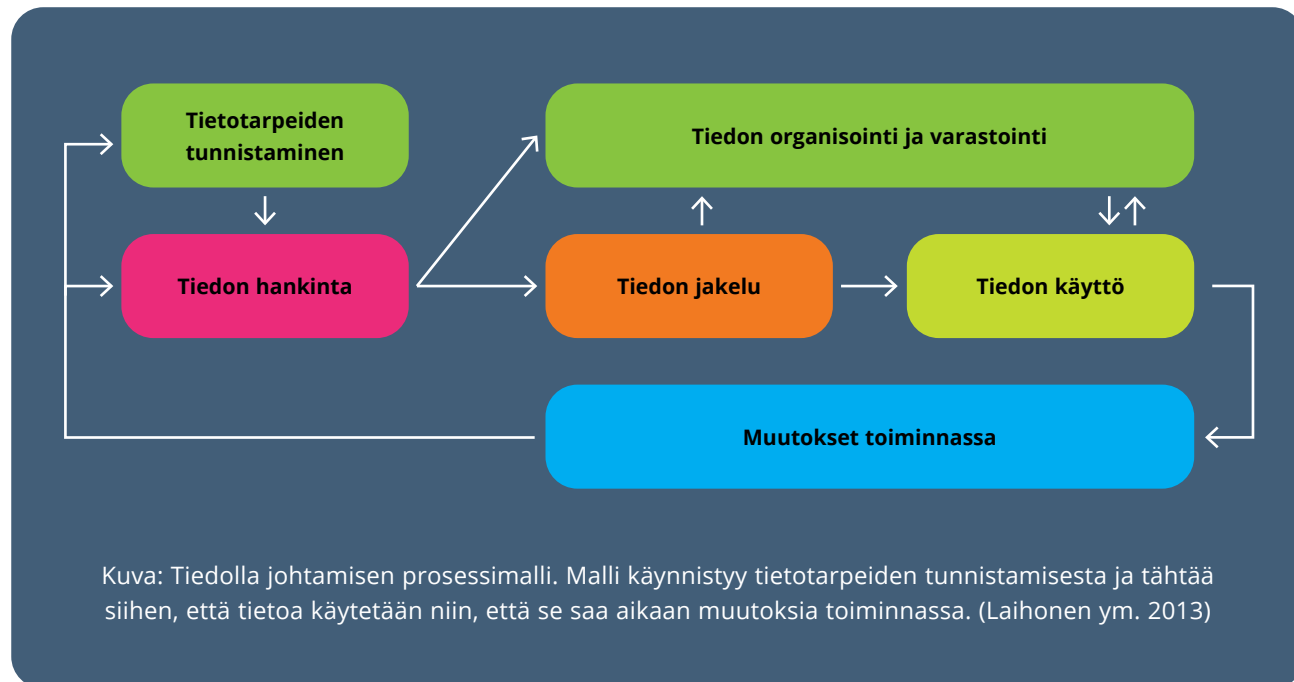 Tietotarpeiden
tunnistaminen
Tiedon organisointi ja varastointi
Tiedon hankinta
Tiedon jakelu
Tiedon käyttö
Muutokset toiminnassa
Kuva: Tiedolla johtamisen prosessimalli. Malli käynnistyy tietotarpeiden tunnistamisesta ja tähtää
siihen, että tietoa käytetään niin, että se saa aikaan muutoksia toiminnassa. (Laihonen ym. 2013)